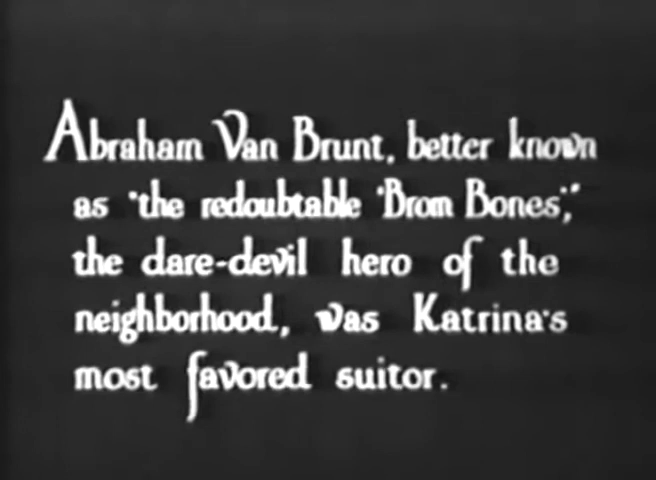 Abraham Van Brunt, better known
as "the redoubtable 'Brom Bones',"
the dare-devil hero of the
neighborhood, was Katrina's
most favored suitor.